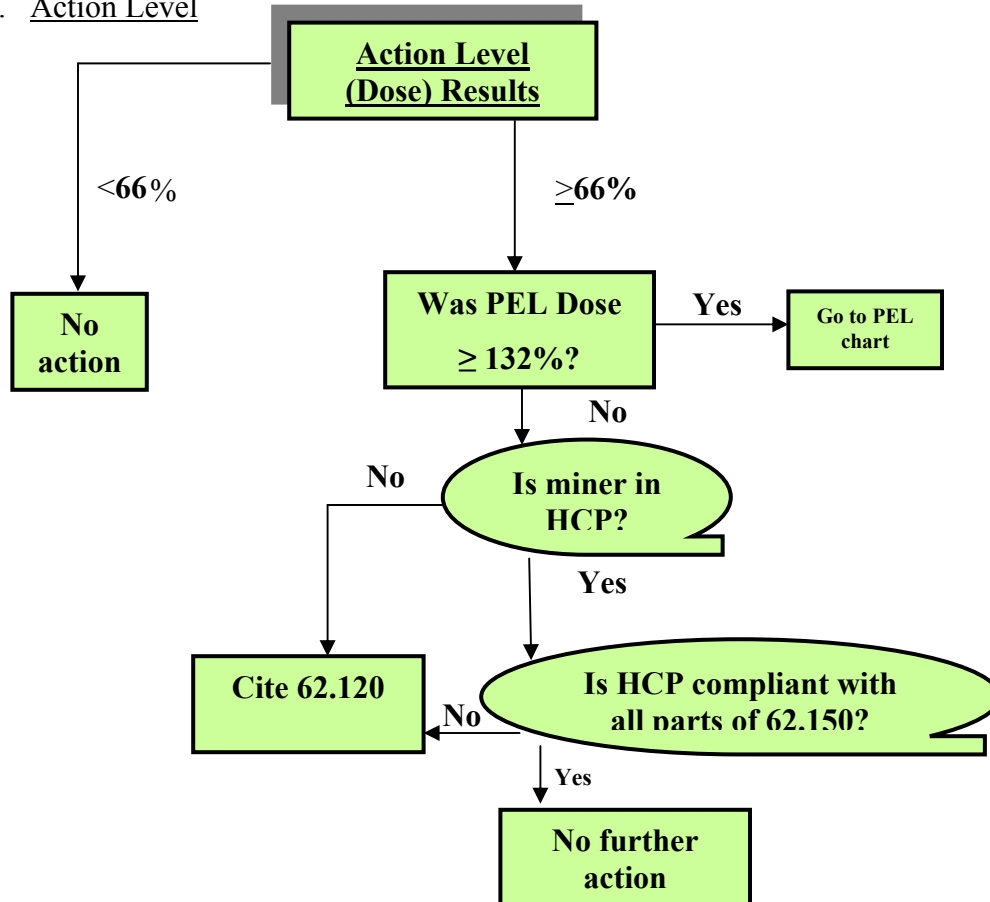 . Action Level
Action Level
(Dose) Results
<66%
≥66%
No
action
Was PEL Dose
≥ 132%?
Yes
Go to PEL
chart
No
Is miner in
HCP?
No
Yes
Cite 62.120
No
Is HCP compliant with
all parts of 62.150?
Yes
No further
action